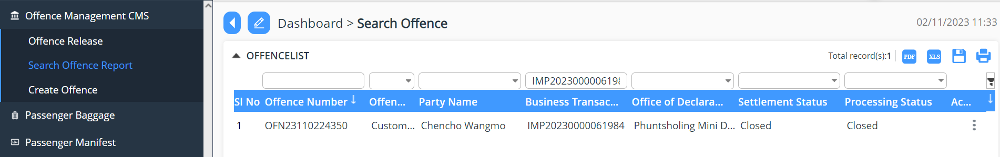 Offence Management CMS
Offence Release
Search Offence Report
Create Offence
Passenger Baggage
Passenger Manifest
Dashboard > Search Offence
02/11/2023 11:33
OFFENCELIST
Total record(s):1
PDF
XLS
IMP2023000006198
Sl No Offence Number Offen... Party Name Business Transac... Office of Declara... Settlement Status Processing Status Ac...
1 OFN23110224350 Custom... Chencho Wangmo IMP20230000061984 Phuntsholing Mini D... Closed Closed